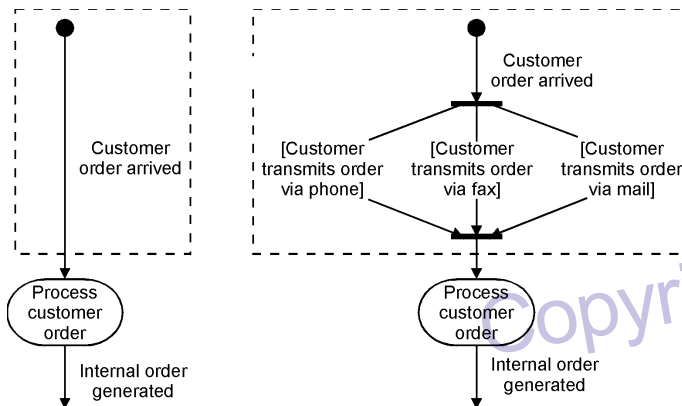 Customer
order arrived
Process
customer
order
Internal order
generated
Customer
order arrived
[Customer
transmits order
via phone]
[Customer
transmits order
via fax]
[Customer
transmits order
via mail]
Process
customer
order
Internal order
generated